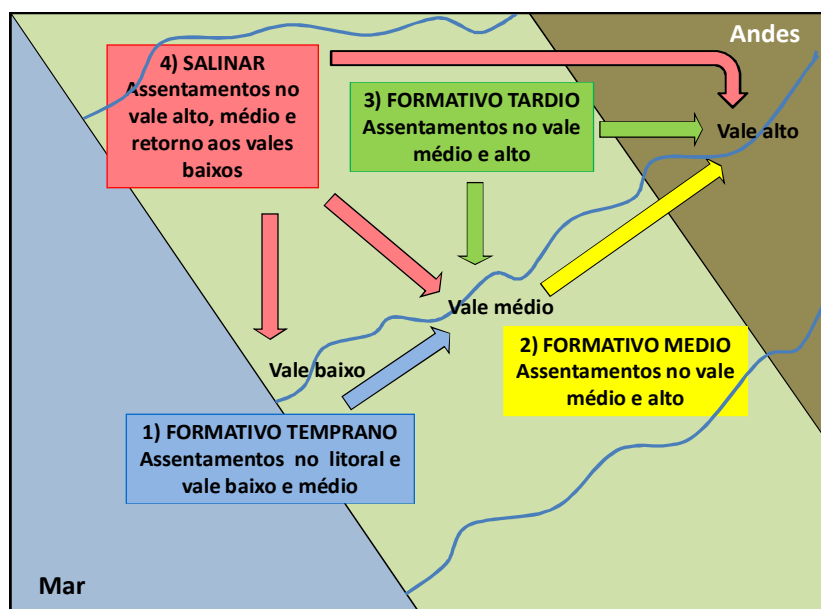 Andes
4) SALINAR
Assentamentos no
vale alto, médio e
retorno aos vales
baixos
3) FORMATIVO TARDIO
Assentamentos no vale
médio e alto
Vale alto
Vale médio
2) FORMATIVO MEDIO
Assentamentos no vale
médio e alto
Vale baixo
1) FORMATIVO TEMPRANO
Assentamentos no litoral e
vale baixo e médio
Mar